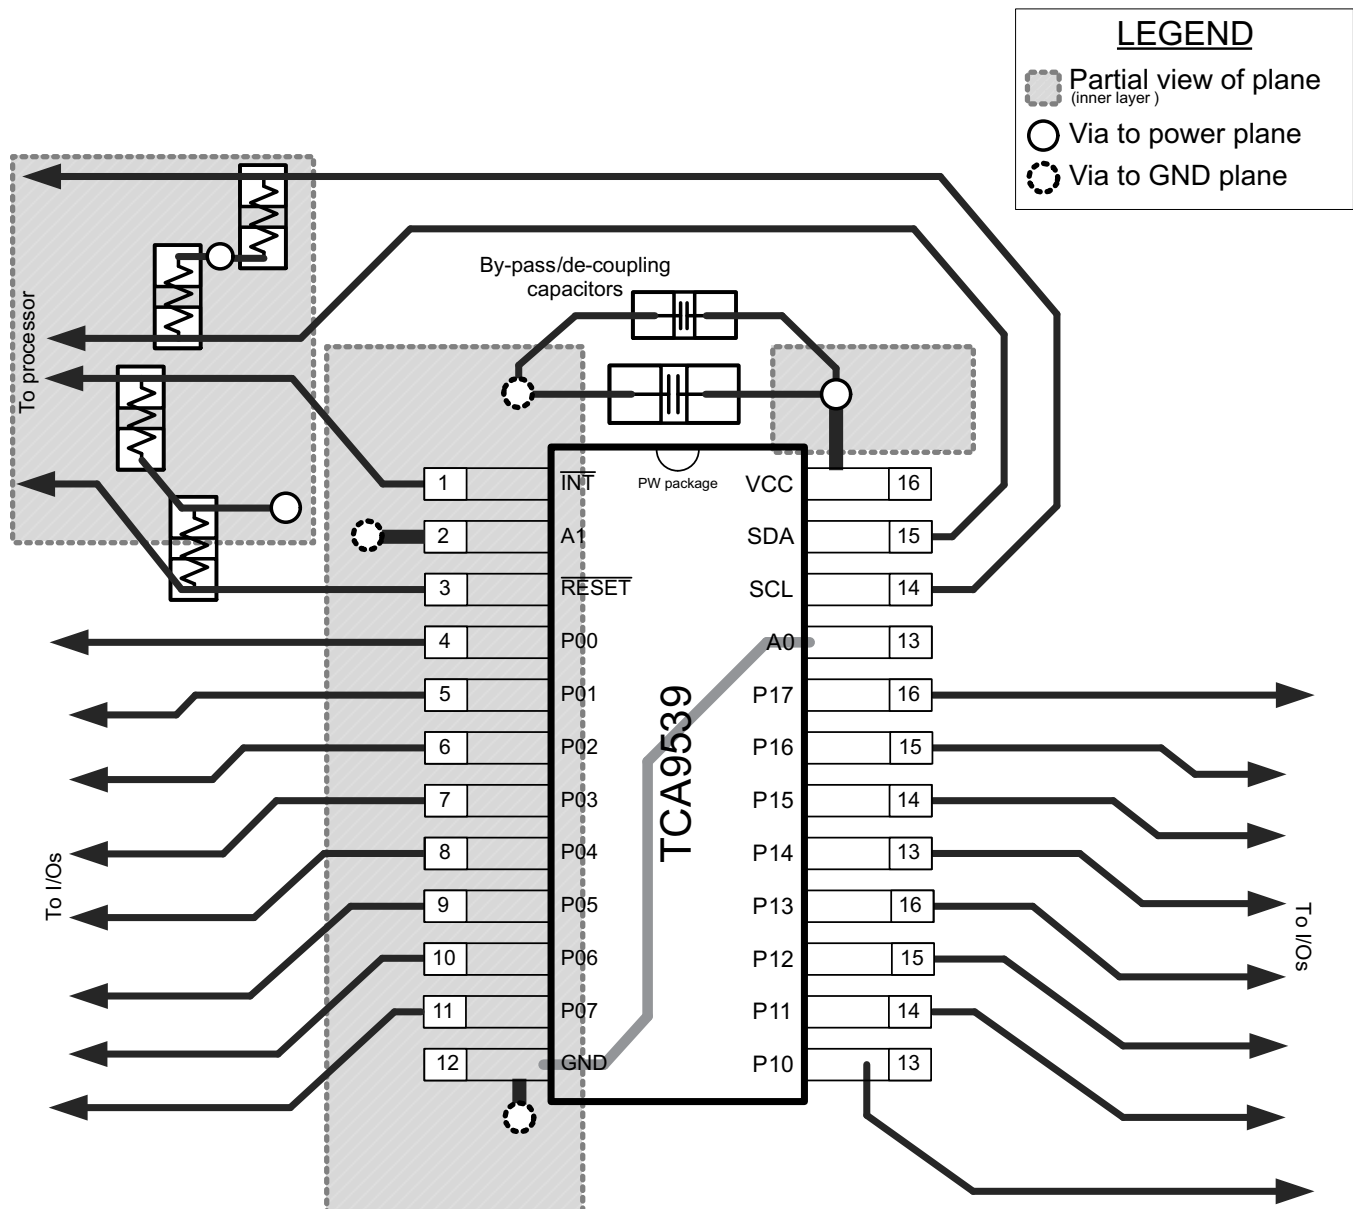 LEGEND
Partial view of plane
(inner layer )
Via to power plane
Via to GND plane
By-pass/de-coupling
capacitors
To processor
PW package
1 INT VCC 16
2 A1 SDA 15
3 RESET SCL 14
4 P00 A0 13
5 P01 P17 16
6 P02 P16 15
7 P03 P15 14
8 P04 P14 13
9 P05 P13 16
10 P06 P12 15
11 P07 P11 14
12 GND P10 13
TCA9539
To I/Os
To I/Os